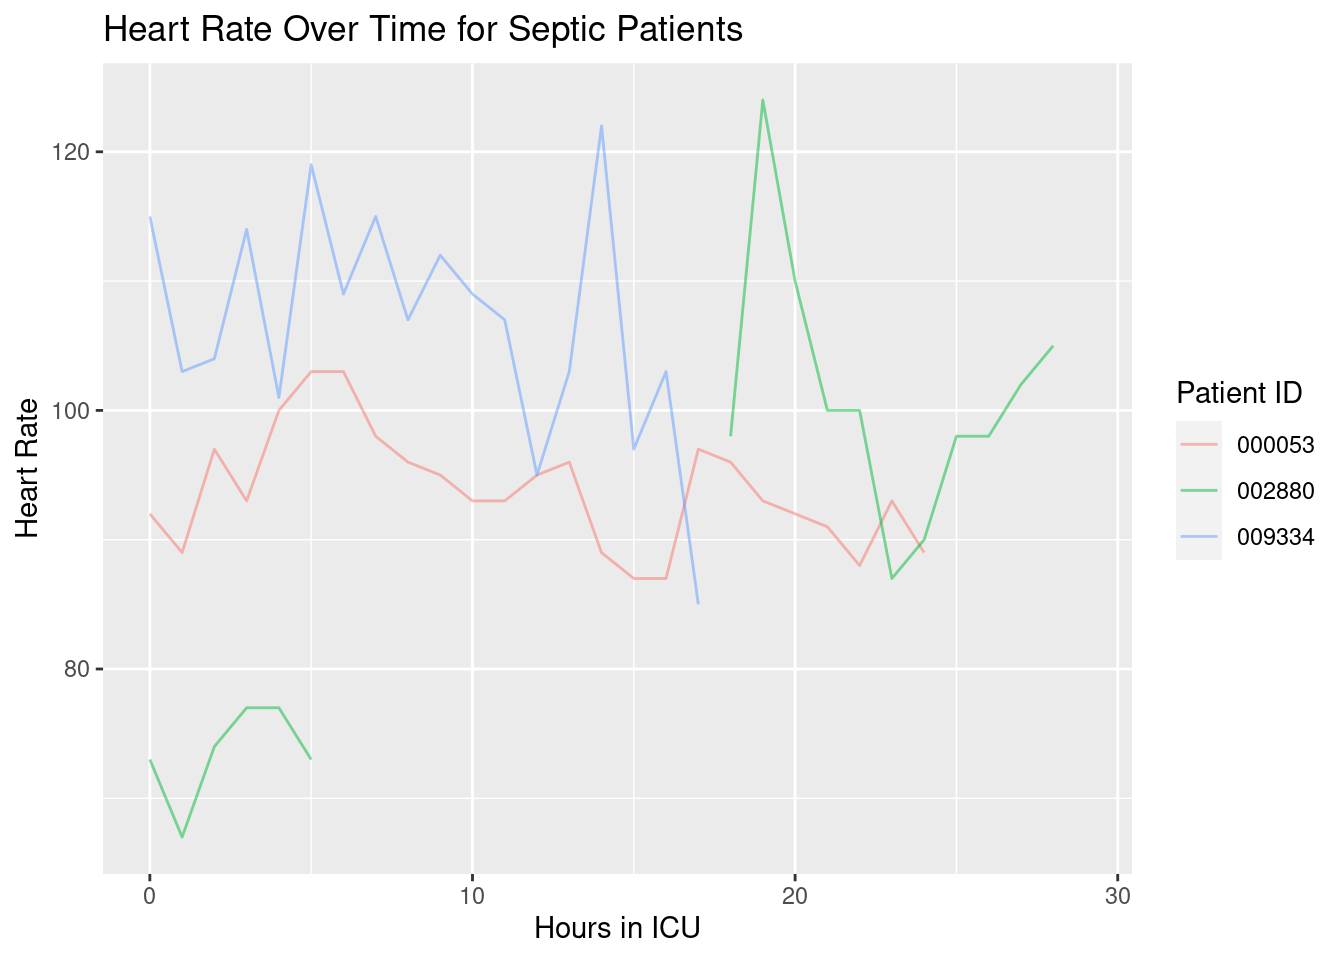 Heart Rate Over Time for Septic Patients
120
100
80
Heart Rate
0 10 20 30
Hours in ICU
Patient ID
000053
002880
009334